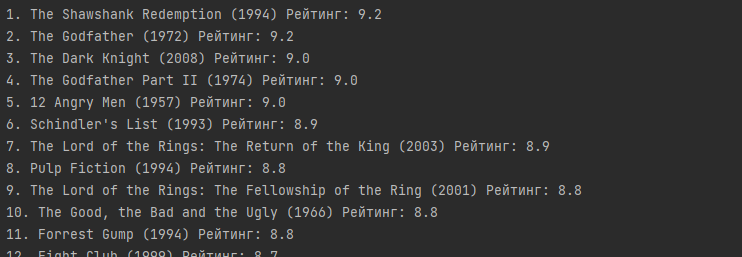 1. The Shawshank Redemption (1994) Рейтинг: 9.2
2. The Godfather (1972) Рейтинг: 9.2
3. The Dark Knight (2008) Рейтинг: 9.0
4. The Godfather Part II (1974) Рейтинг: 9.0
5. 12 Angry Men (1957) Рейтинг: 9.0
6. Schindler's List (1993) Рейтинг: 8.9
7. The Lord of the Rings: The Return of the King (2003) Рейтинг: 8.9
8. Pulp Fiction (1994) Рейтинг: 8.8
9. The Lord of the Rings: The Fellowship of the Ring (2001) Рейтинг: 8.8
10. The Good, the Bad and the Ugly (1966) Рейтинг: 8.8
11. Forrest Gump (1994) Рейтинг: 8.8
12. Fight Club (1999) Рейтинг: 8.7